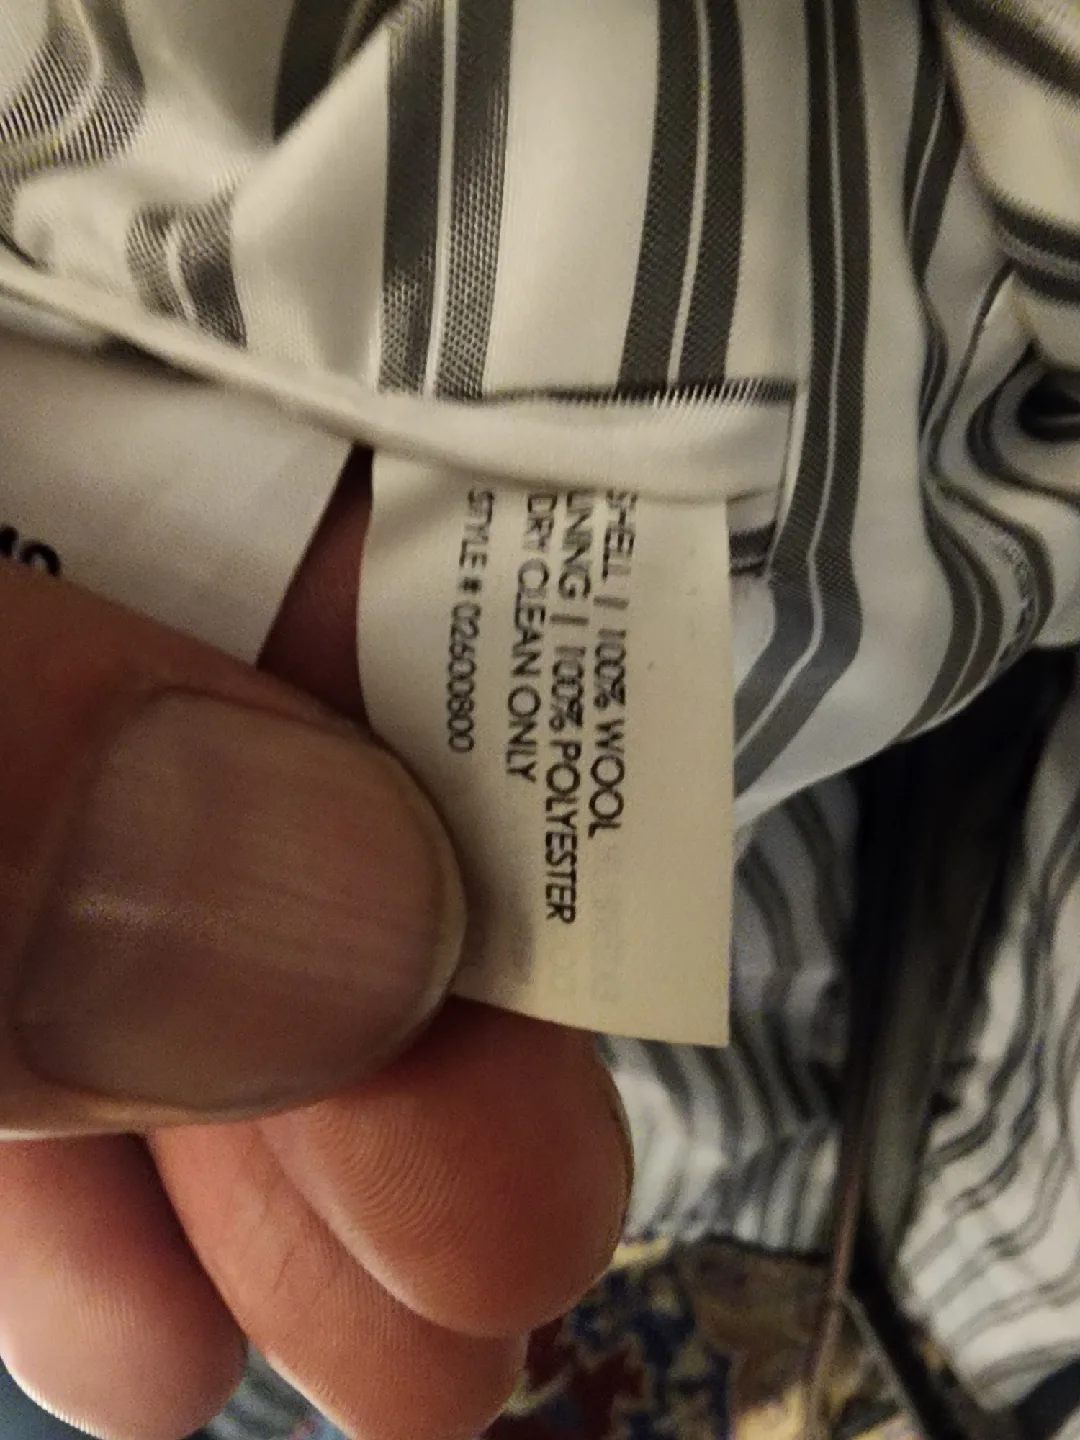 SHELL | 100% WOOL
LINING | 100% POLYESTER
DRY CLEAN ONLY
STYLE # 02600800